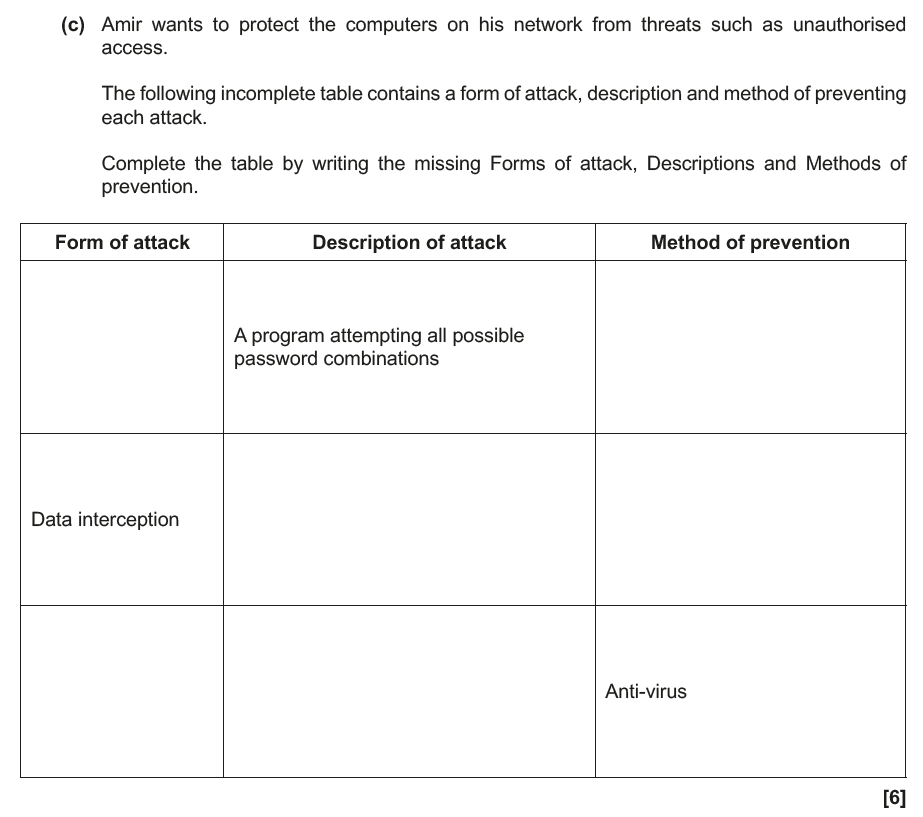 (c) Amir wants to protect the computers on his network from threats such as unauthorised
access.
The following incomplete table contains a form of attack, description and method of preventing
each attack.
Complete the table by writing the missing Forms of attack, Descriptions and Methods of
prevention.
Form of attack Description of attack Method of prevention
A program attempting all possible
password combinations
Data interception
Anti-virus
[6]